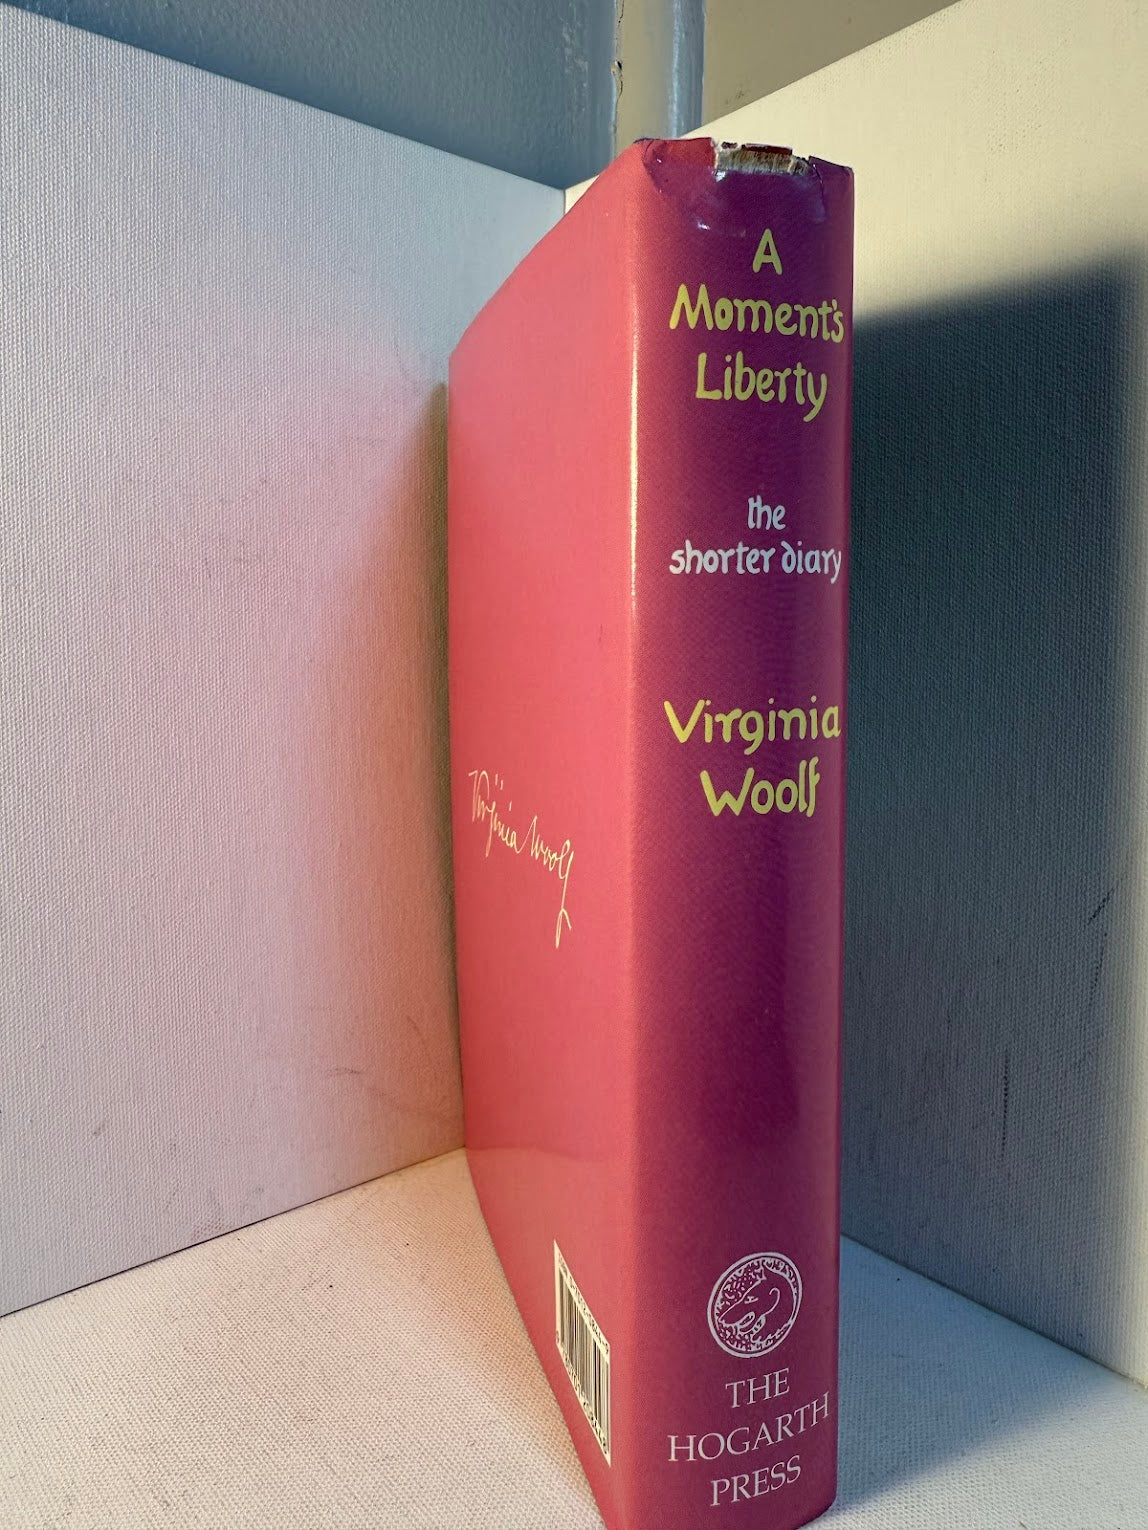 A
Moment's
Liberty
the
shorter diary
Virginia
Woolf
Virginia Woolf
THE
HOGARTH
PRESS